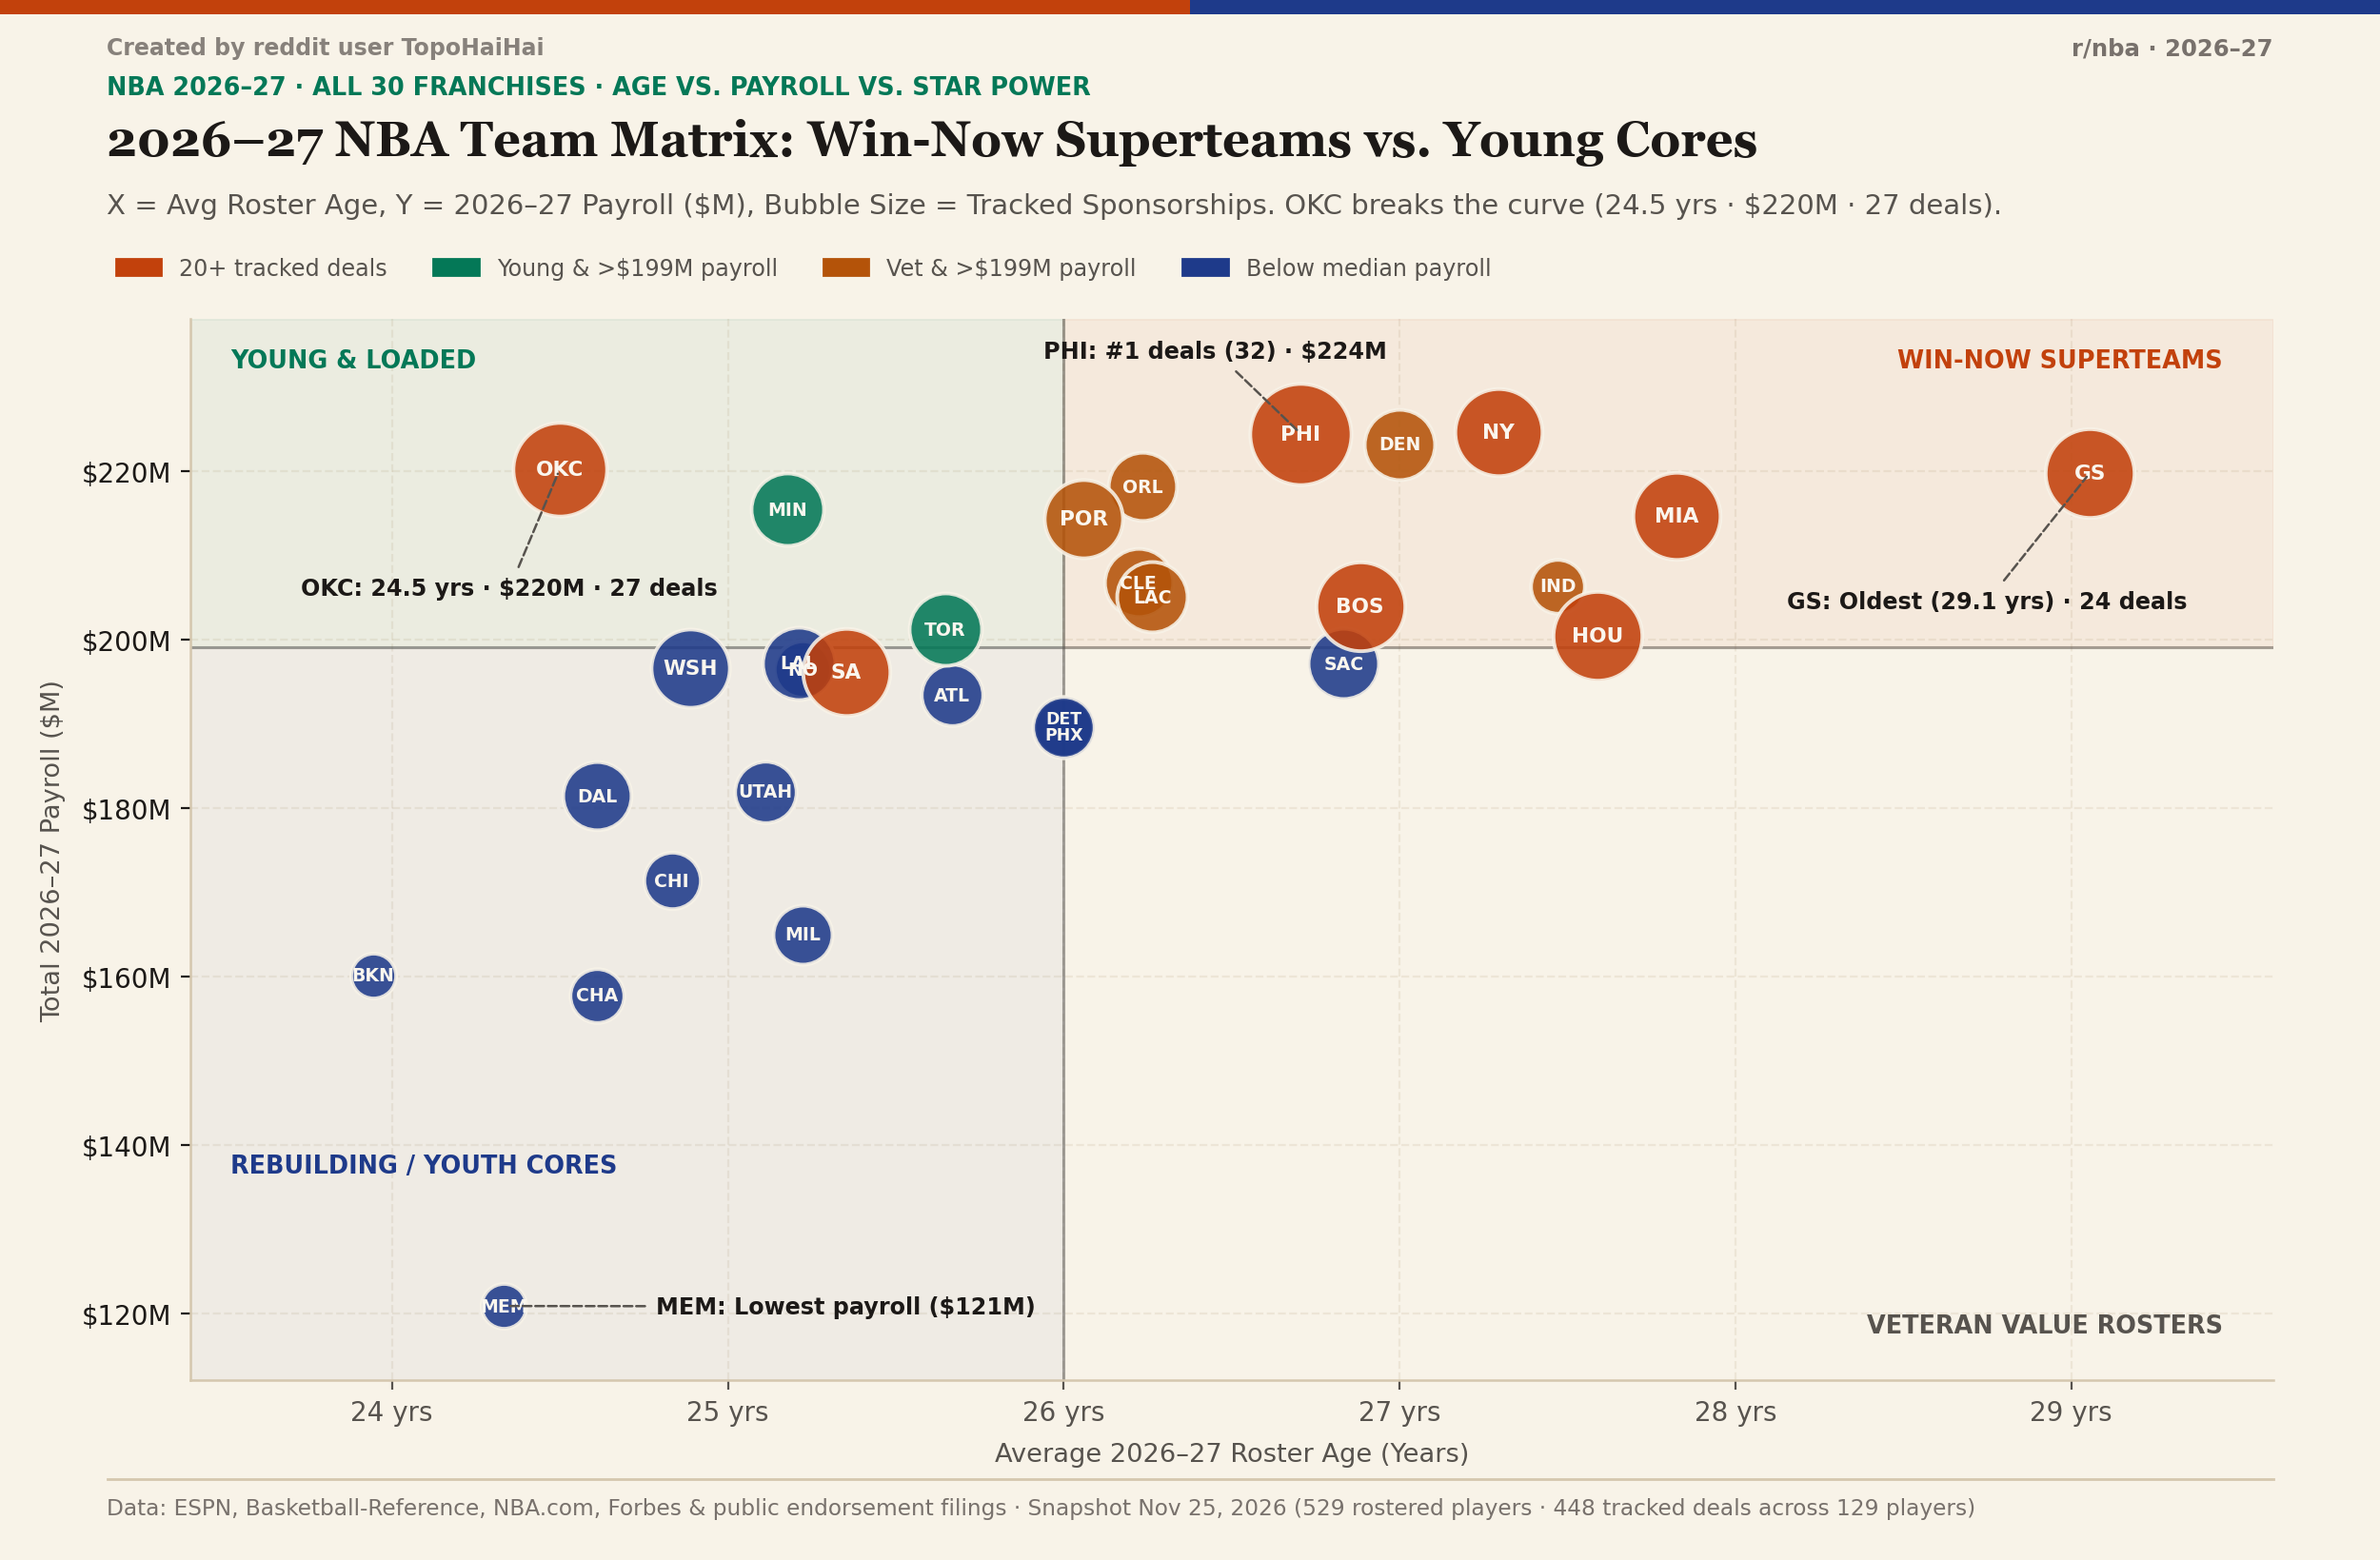 Created by reddit user TopoHaiHai
r/nba · 2026–27
NBA 2026–27 · ALL 30 FRANCHISES · AGE VS. PAYROLL VS. STAR POWER
2026–27 NBA Team Matrix: Win-Now Superteams vs. Young Cores
X = Avg Roster Age, Y = 2026–27 Payroll ($M), Bubble Size = Tracked Sponsorships. OKC breaks the curve (24.5 yrs · $220M · 27 deals).
20+ tracked deals
Young & >$199M payroll
Vet & >$199M payroll
Below median payroll
YOUNG & LOADED
PHI: #1 deals (32) · $224M
WIN-NOW SUPERTEAMS
PHI
NY
DEN
OKC
GS
$220M
ORL
MIN
POR
MIA
OKC: 24.5 yrs · $220M · 27 deals
CLE
LAC
IND
BOS
GS: Oldest (29.1 yrs) · 24 deals
TOR
HOU
$200M
WSH
LAL
NO
SA
SAC
ATL
DET
PHX
UTAH
DAL
$180M
CHI
MIL
BKN
$160M
CHA
Total 2026–27 Payroll ($M)
$140M
REBUILDING / YOUTH CORES
MEM
MEM: Lowest payroll ($121M)
$120M
VETERAN VALUE ROSTERS
24 yrs
25 yrs
26 yrs
27 yrs
28 yrs
29 yrs
Average 2026–27 Roster Age (Years)
Data: ESPN, Basketball-Reference, NBA.com, Forbes & public endorsement filings · Snapshot Nov 25, 2026 (529 rostered players · 448 tracked deals across 129 players)